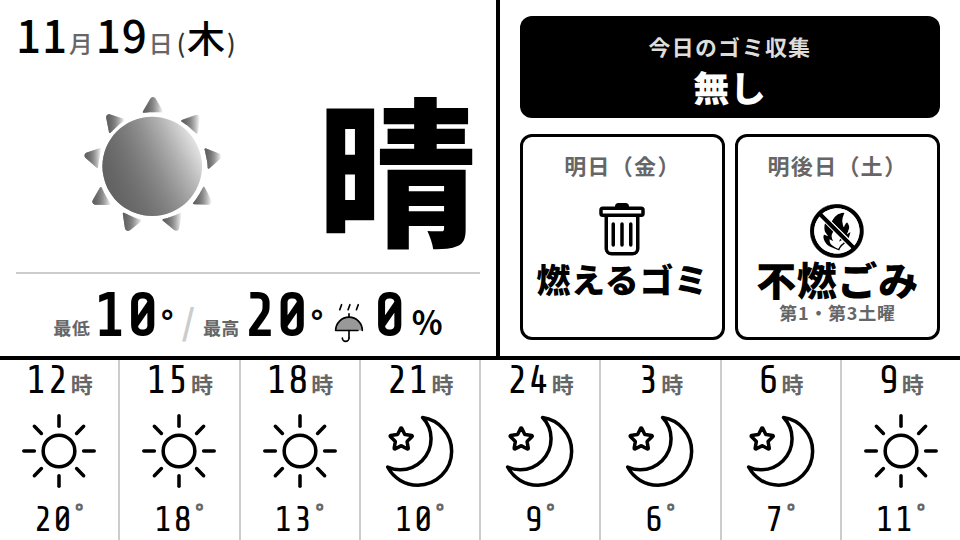 11月19日(木)
晴
最低 10° / 最高 20° 0 %
今日のゴミ収集
無し
明日（金）
燃えるゴミ
明後日（土）
不燃ごみ
第1・第3土曜
12時 15時 18時 21時 24時 3時 6時 9時
20° 18° 13° 10° 9° 6° 7° 11°